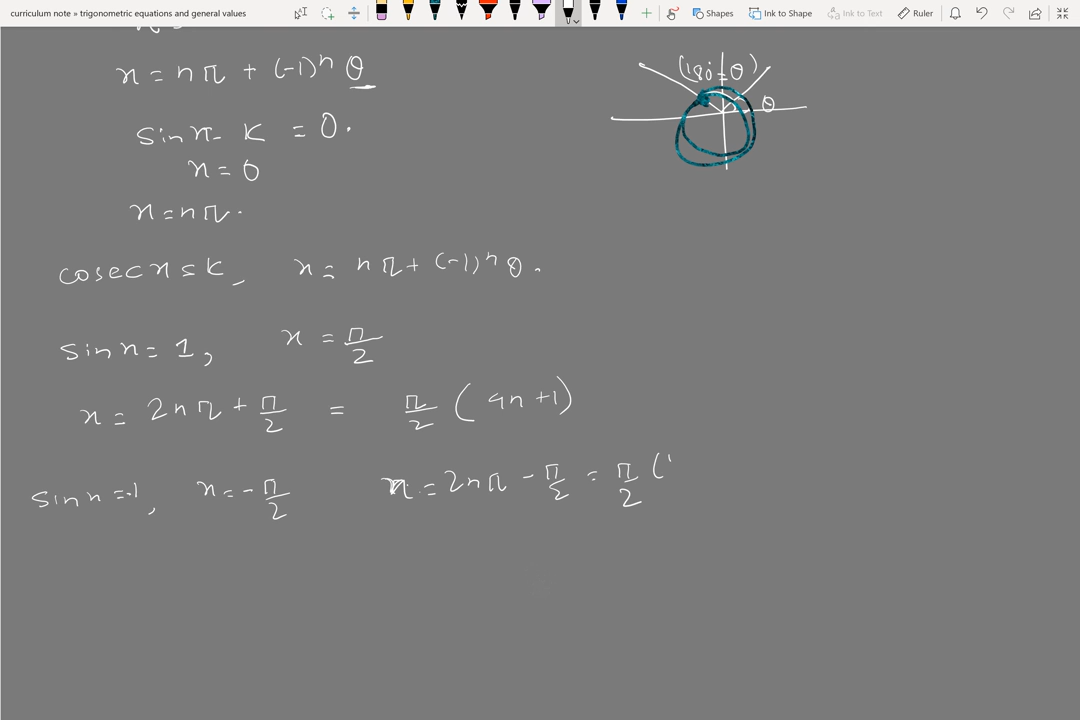 curriculum note » trigonometric equations and general values
Shapes Ink to Shape Ink to Text Ruler
x = nπ + (-1)ⁿ θ
(180-θ)
θ
sin x = K = 0.
x = 0
x = nπ.
cosec x = K, x = nπ + (-1)ⁿ θ.
sin x = 1, x = π/2
x = 2nπ + π/2 = π/2 (4n+1)
sin x = -1, x = -π/2 x = 2nπ - π/2 = π/2 (